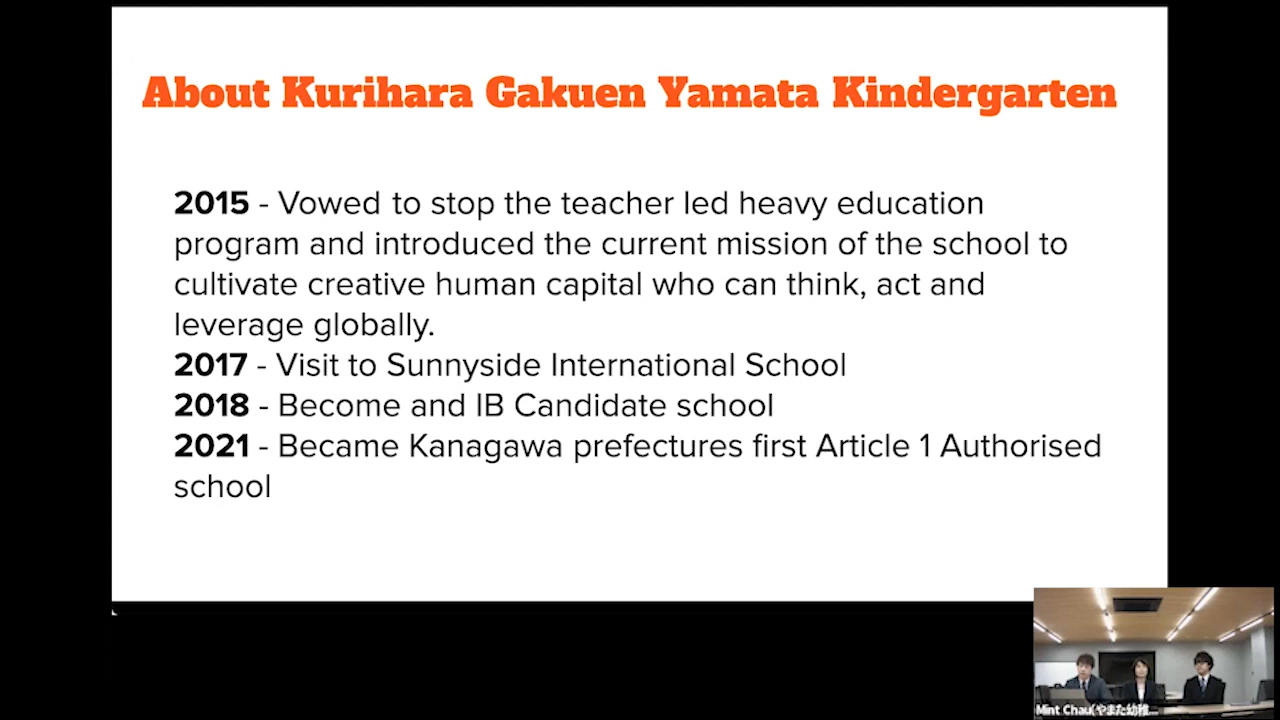 About Kurihara Gakuen Yamata Kindergarten
2015 - Vowed to stop the teacher led heavy education
program and introduced the current mission of the school to
cultivate creative human capital who can think, act and
leverage globally.
2017 - Visit to Sunnyside International School
2018 - Become and IB Candidate school
2021 - Became Kanagawa prefectures first Article 1 Authorised
school
Mint Chau(やまた幼稚...